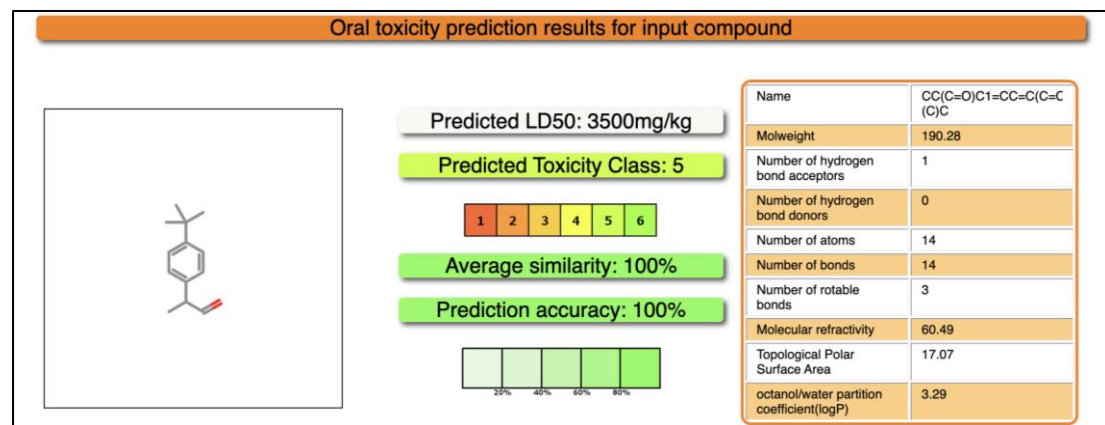 Oral toxicity prediction results for input compound
Predicted LD50: 3500mg/kg
Predicted Toxicity Class: 5
1 2 3 4 5 6
Average similarity: 100%
Prediction accuracy: 100%
20% 40% 60% 80%
Name CC(C=O)C1=CC=C(C=C
(C)C
Molweight 190.28
Number of hydrogen
bond acceptors 1
Number of hydrogen
bond donors 0
Number of atoms 14
Number of bonds 14
Number of rotable
bonds 3
Molecular refractivity 60.49
Topological Polar
Surface Area 17.07
octanol/water partition
coefficient(logP) 3.29